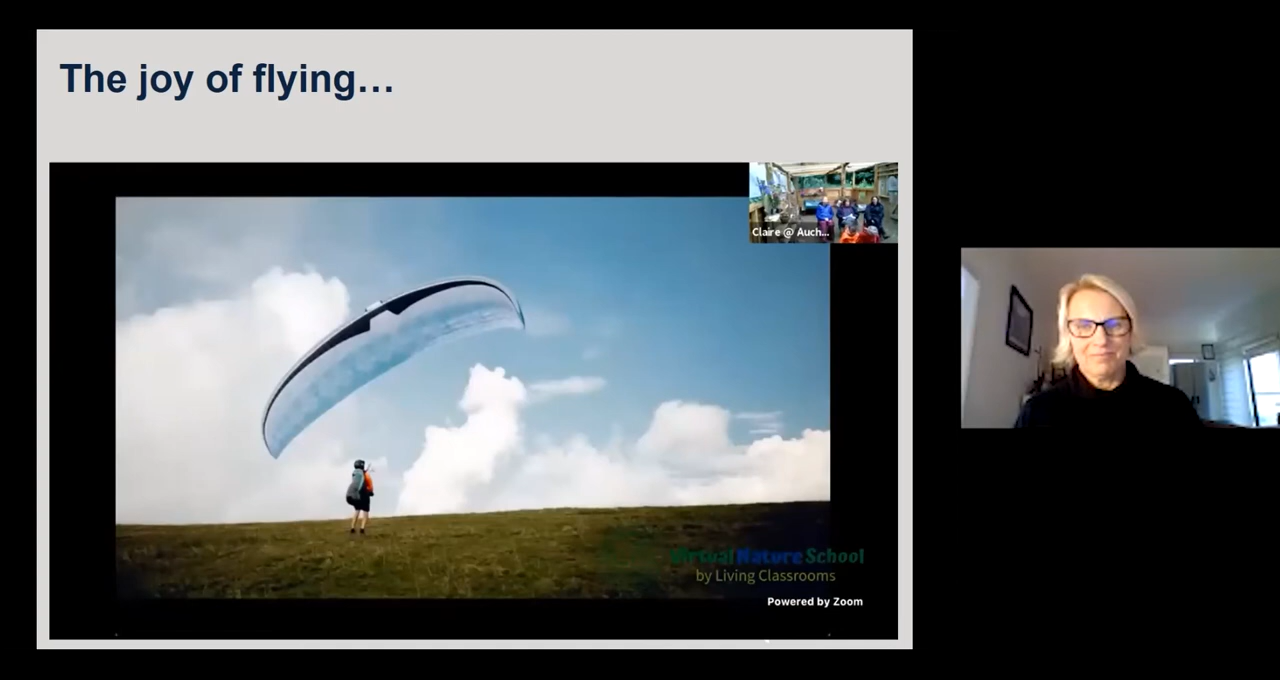 The joy of flying…
Claire @ Auch...
Virtual Nature School
by Living Classrooms
Powered by Zoom